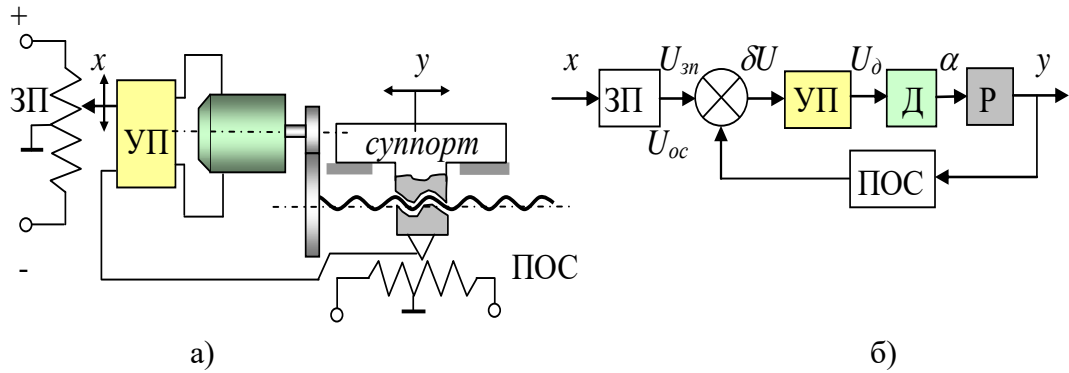 +
x
ЗП
УП
-
y
суппорт
ПОС
а)
x
ЗП
Uзп
Uос
δU
УП
Uд
Д
α
Р
y
ПОС
б)